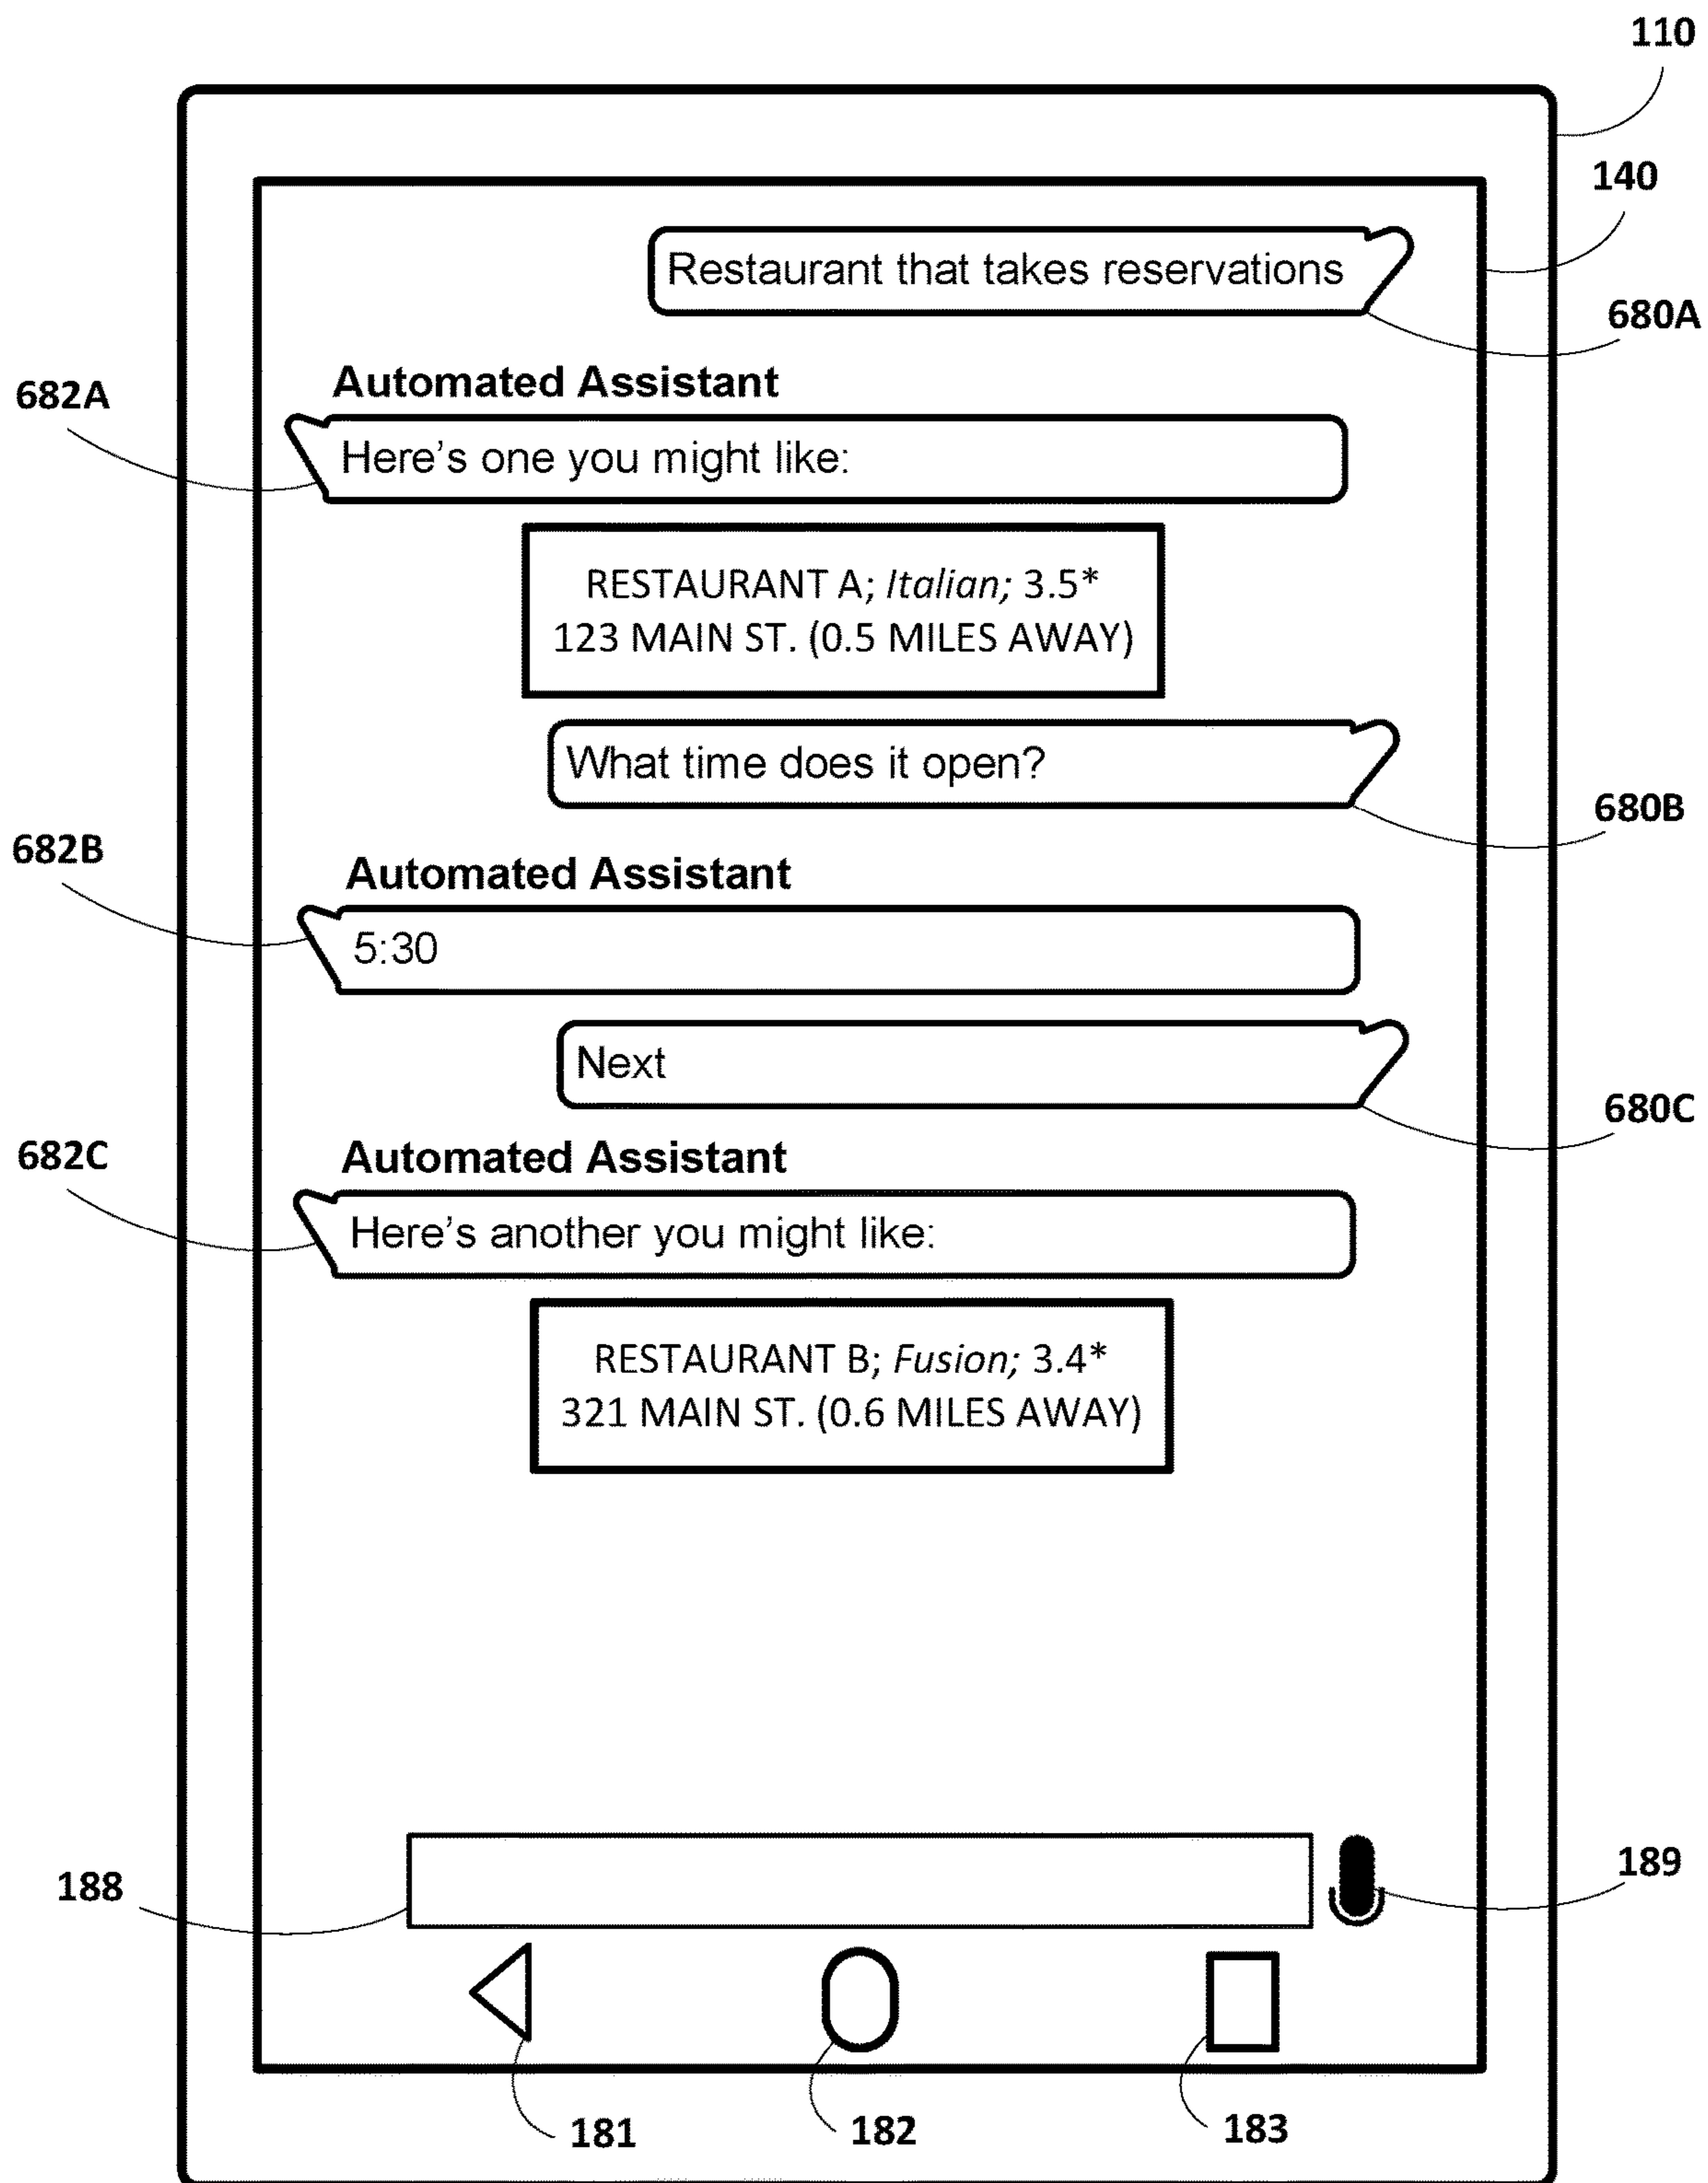 110
140
Restaurant that takes reservations
680A
Automated Assistant
682A
Here's one you might like:
RESTAURANT A; Italian; 3.5*
123 MAIN ST. (0.5 MILES AWAY)
What time does it open?
680B
682B
Automated Assistant
5:30
Next
680C
682C
Automated Assistant
Here's another you might like:
RESTAURANT B; Fusion; 3.4*
321 MAIN ST. (0.6 MILES AWAY)
188
189
181
182
183